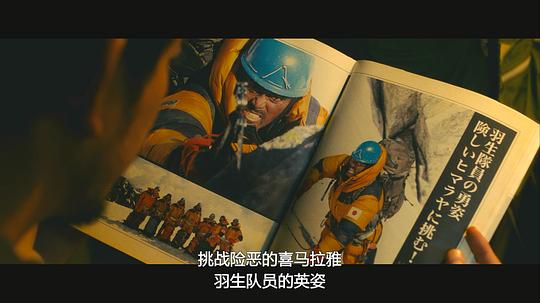 羽生隊員の勇姿
険しいヒマラヤに挑む!
挑战险恶的喜马拉雅
羽生队员的英姿